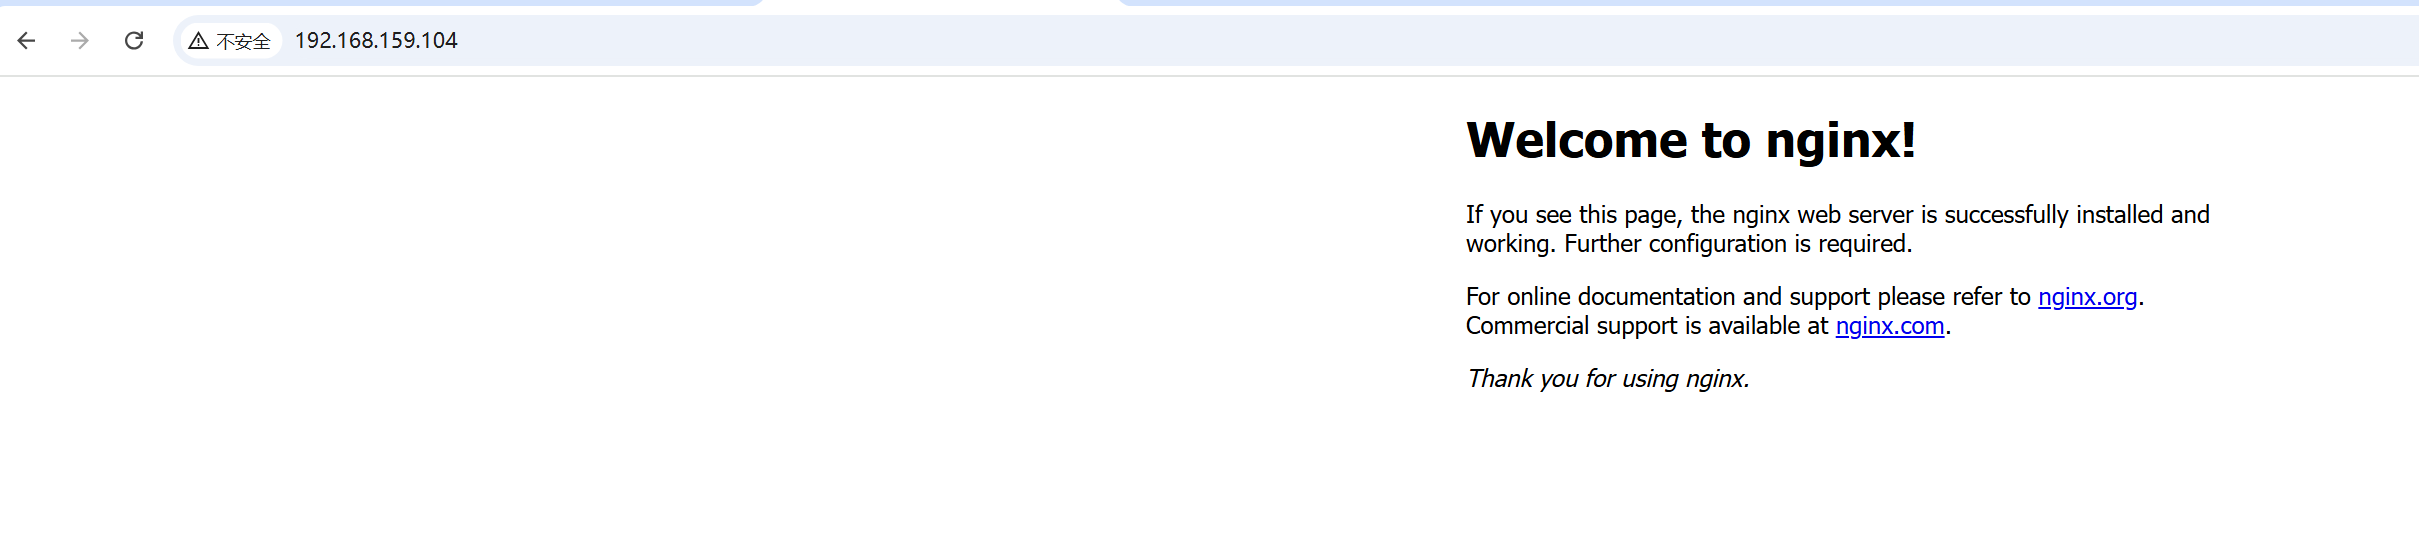 不安全 192.168.159.104
Welcome to nginx!
If you see this page, the nginx web server is successfully installed and
working. Further configuration is required.
For online documentation and support please refer to nginx.org.
Commercial support is available at nginx.com.
Thank you for using nginx.